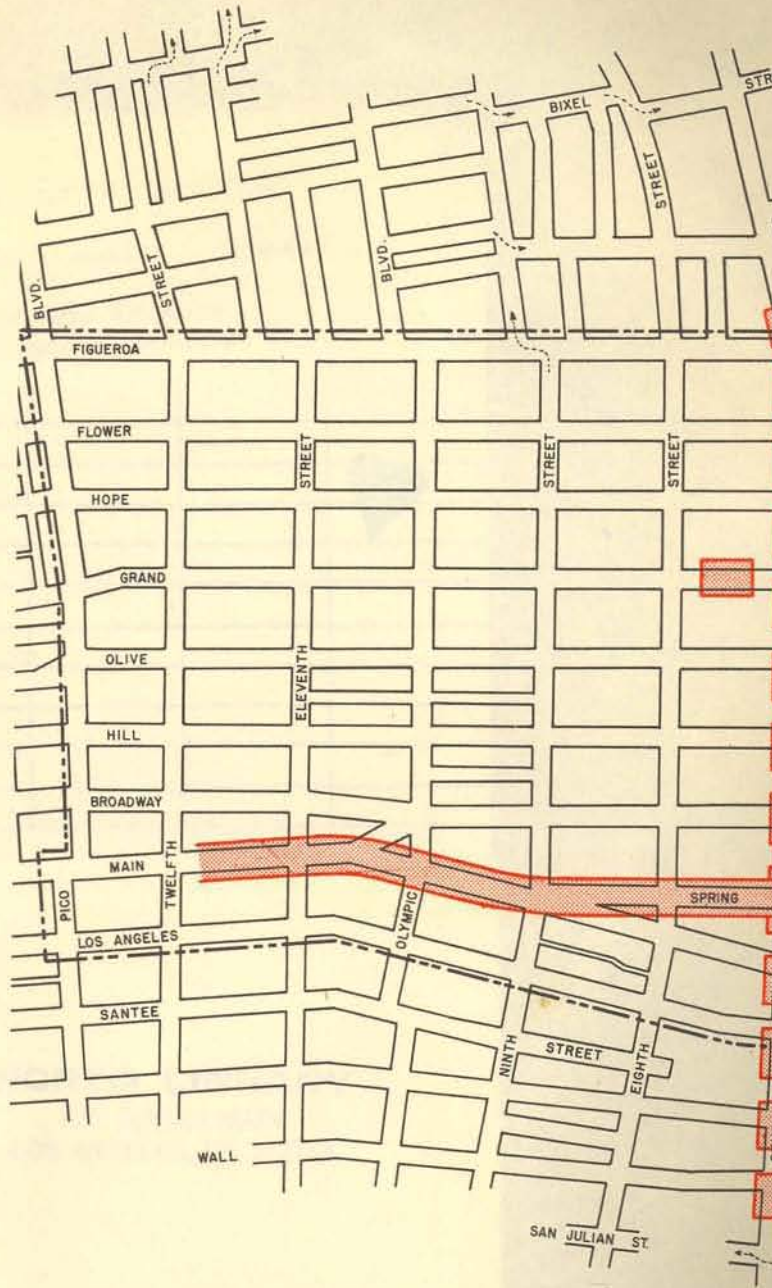 STR
BIXEL
STREET
BLVD.
STREET
BLVD.
FIGUEROA
FLOWER
STREET
STREET
STREET
HOPE
GRAND
OLIVE
ELEVENTH
HILL
BROADWAY
MAIN
TWELFTH
SPRING
PICO
OLYMPIC
LOS ANGELES
SANTEE
NINTH
STREET
EIGHTH
WALL
SAN JULIAN ST.